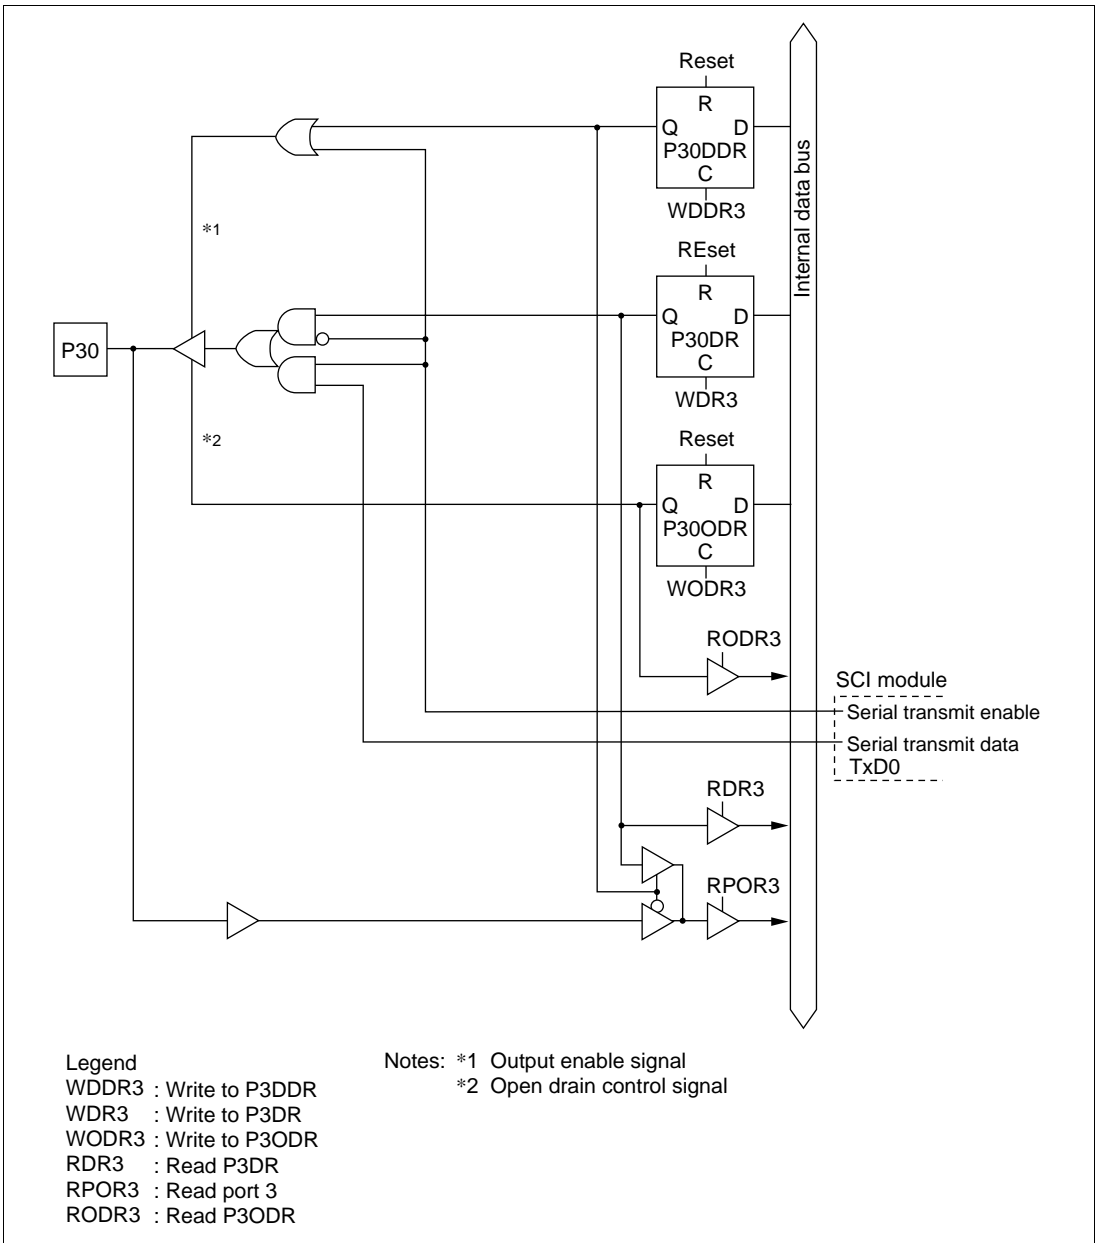 Reset
R
Q D
P30DDR
C
WDDR3
Internal data bus
*1
REset
R
Q D
P30DR
C
WDR3
P30
*2
Reset
R
Q D
P30ODR
C
WODR3
RODR3
SCI module
Serial transmit enable
Serial transmit data
TxD0
RDR3
RPOR3
Legend
WDDR3 : Write to P3DDR
WDR3 : Write to P3DR
WODR3 : Write to P3ODR
RDR3 : Read P3DR
RPOR3 : Read port 3
RODR3 : Read P3ODR
Notes: *1 Output enable signal
*2 Open drain control signal